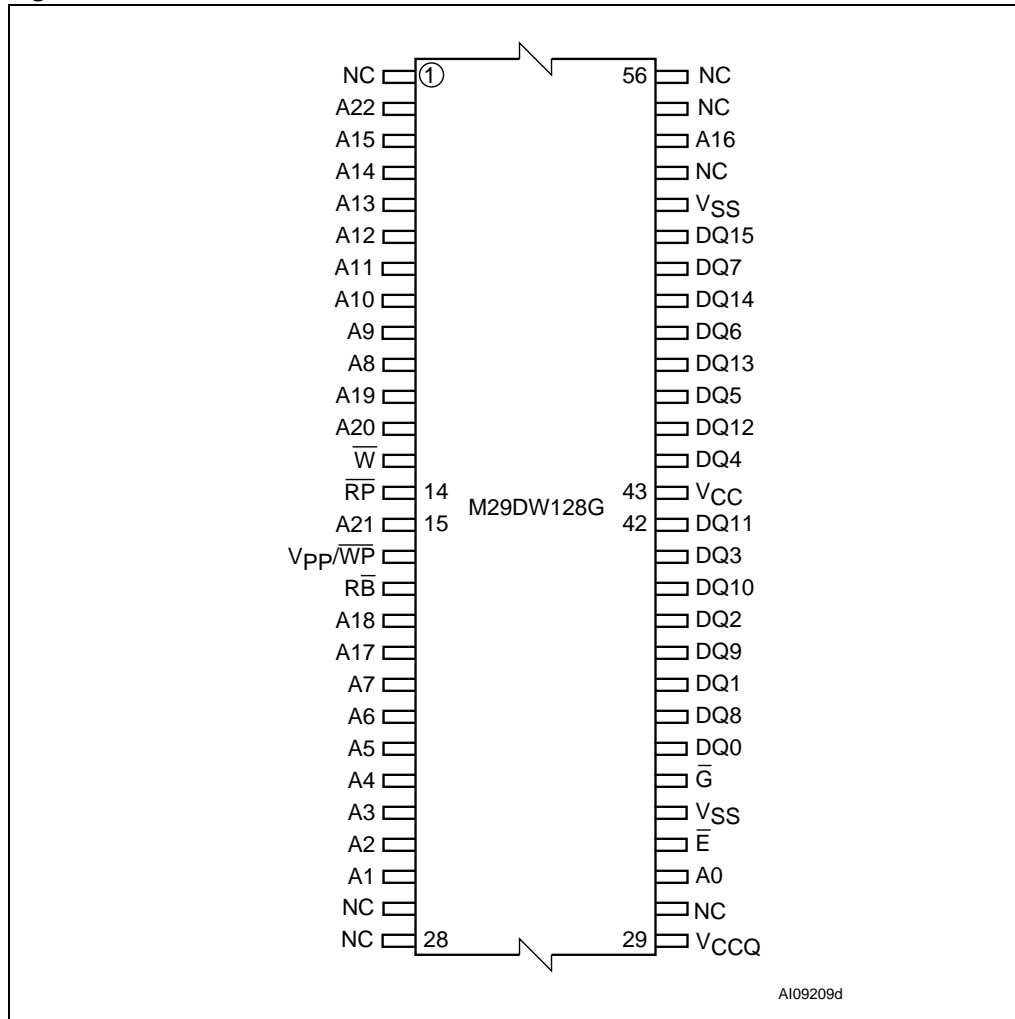 NC ① 56 NC
A22 NC
A15 A16
A14 NC
A13 VSS
A12 DQ15
A11 DQ7
A10 DQ14
A9 DQ6
A8 DQ13
A19 DQ5
A20 DQ12
W̅ DQ4
R̅P̅ 14 43 VCC
M29DW128G
A21 15 42 DQ11
VPP/W̅P̅ DQ3
RB̅ DQ10
A18 DQ2
A17 DQ9
A7 DQ1
A6 DQ8
A5 DQ0
A4 G̅
A3 VSS
A2 E̅
A1 A0
NC NC
NC 28 29 VCCQ
AI09209d